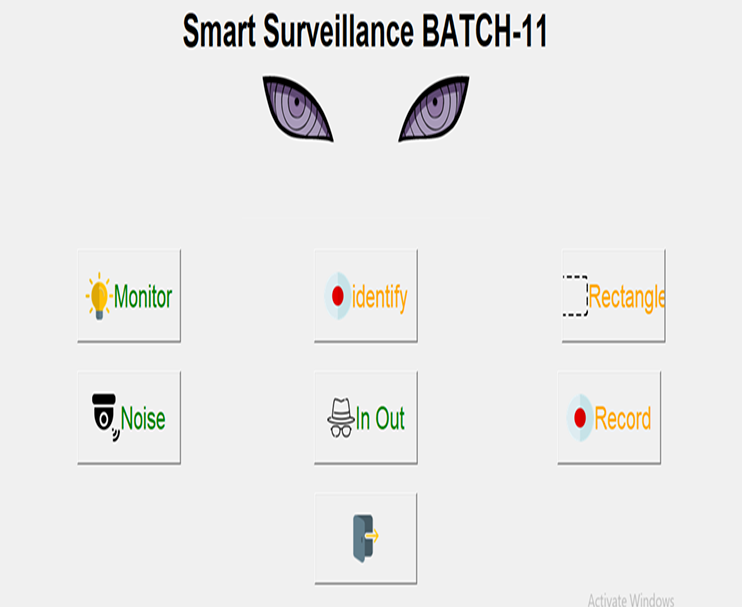 Smart Surveillance BATCH-11
Monitor
identify
Rectangle
Noise
In Out
Record
Activate Windows